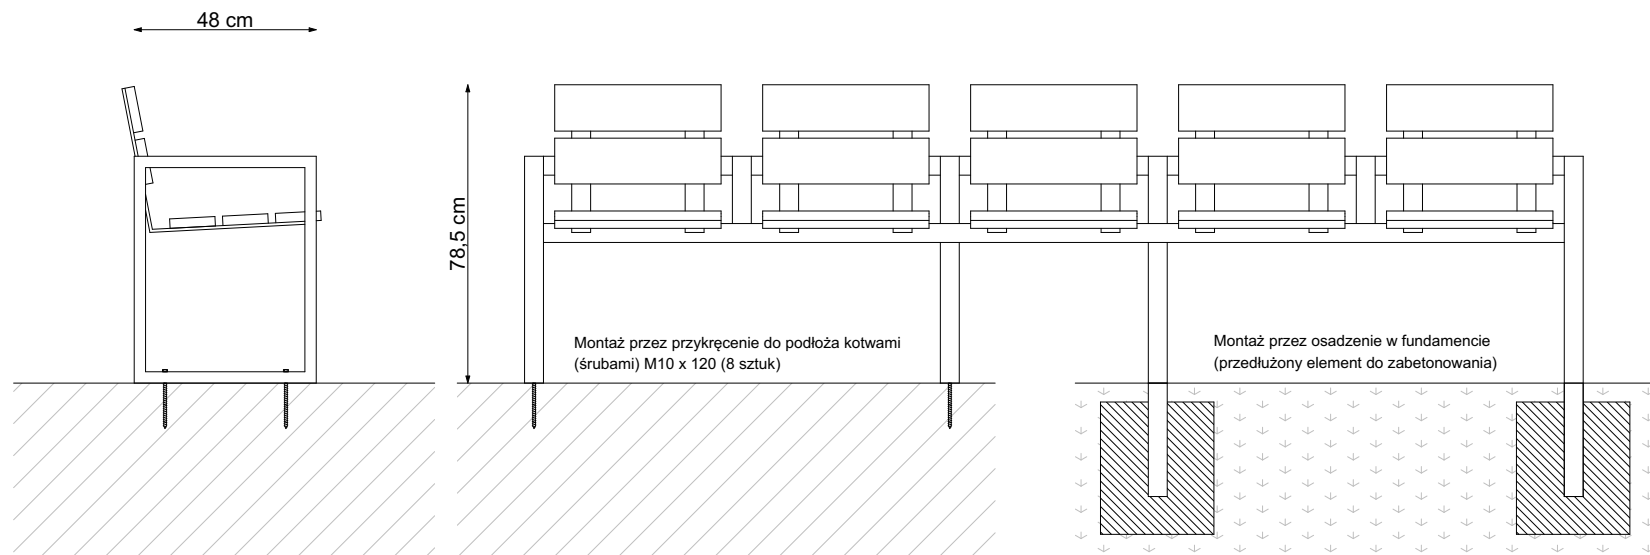 48 cm
78,5 cm
Montaż przez przykręcenie do podłoża kotwami
(śrubami) M10 x 120 (8 sztuk)
Montaż przez osadzenie w fundamencie
(przedłużony element do zabetonowania)